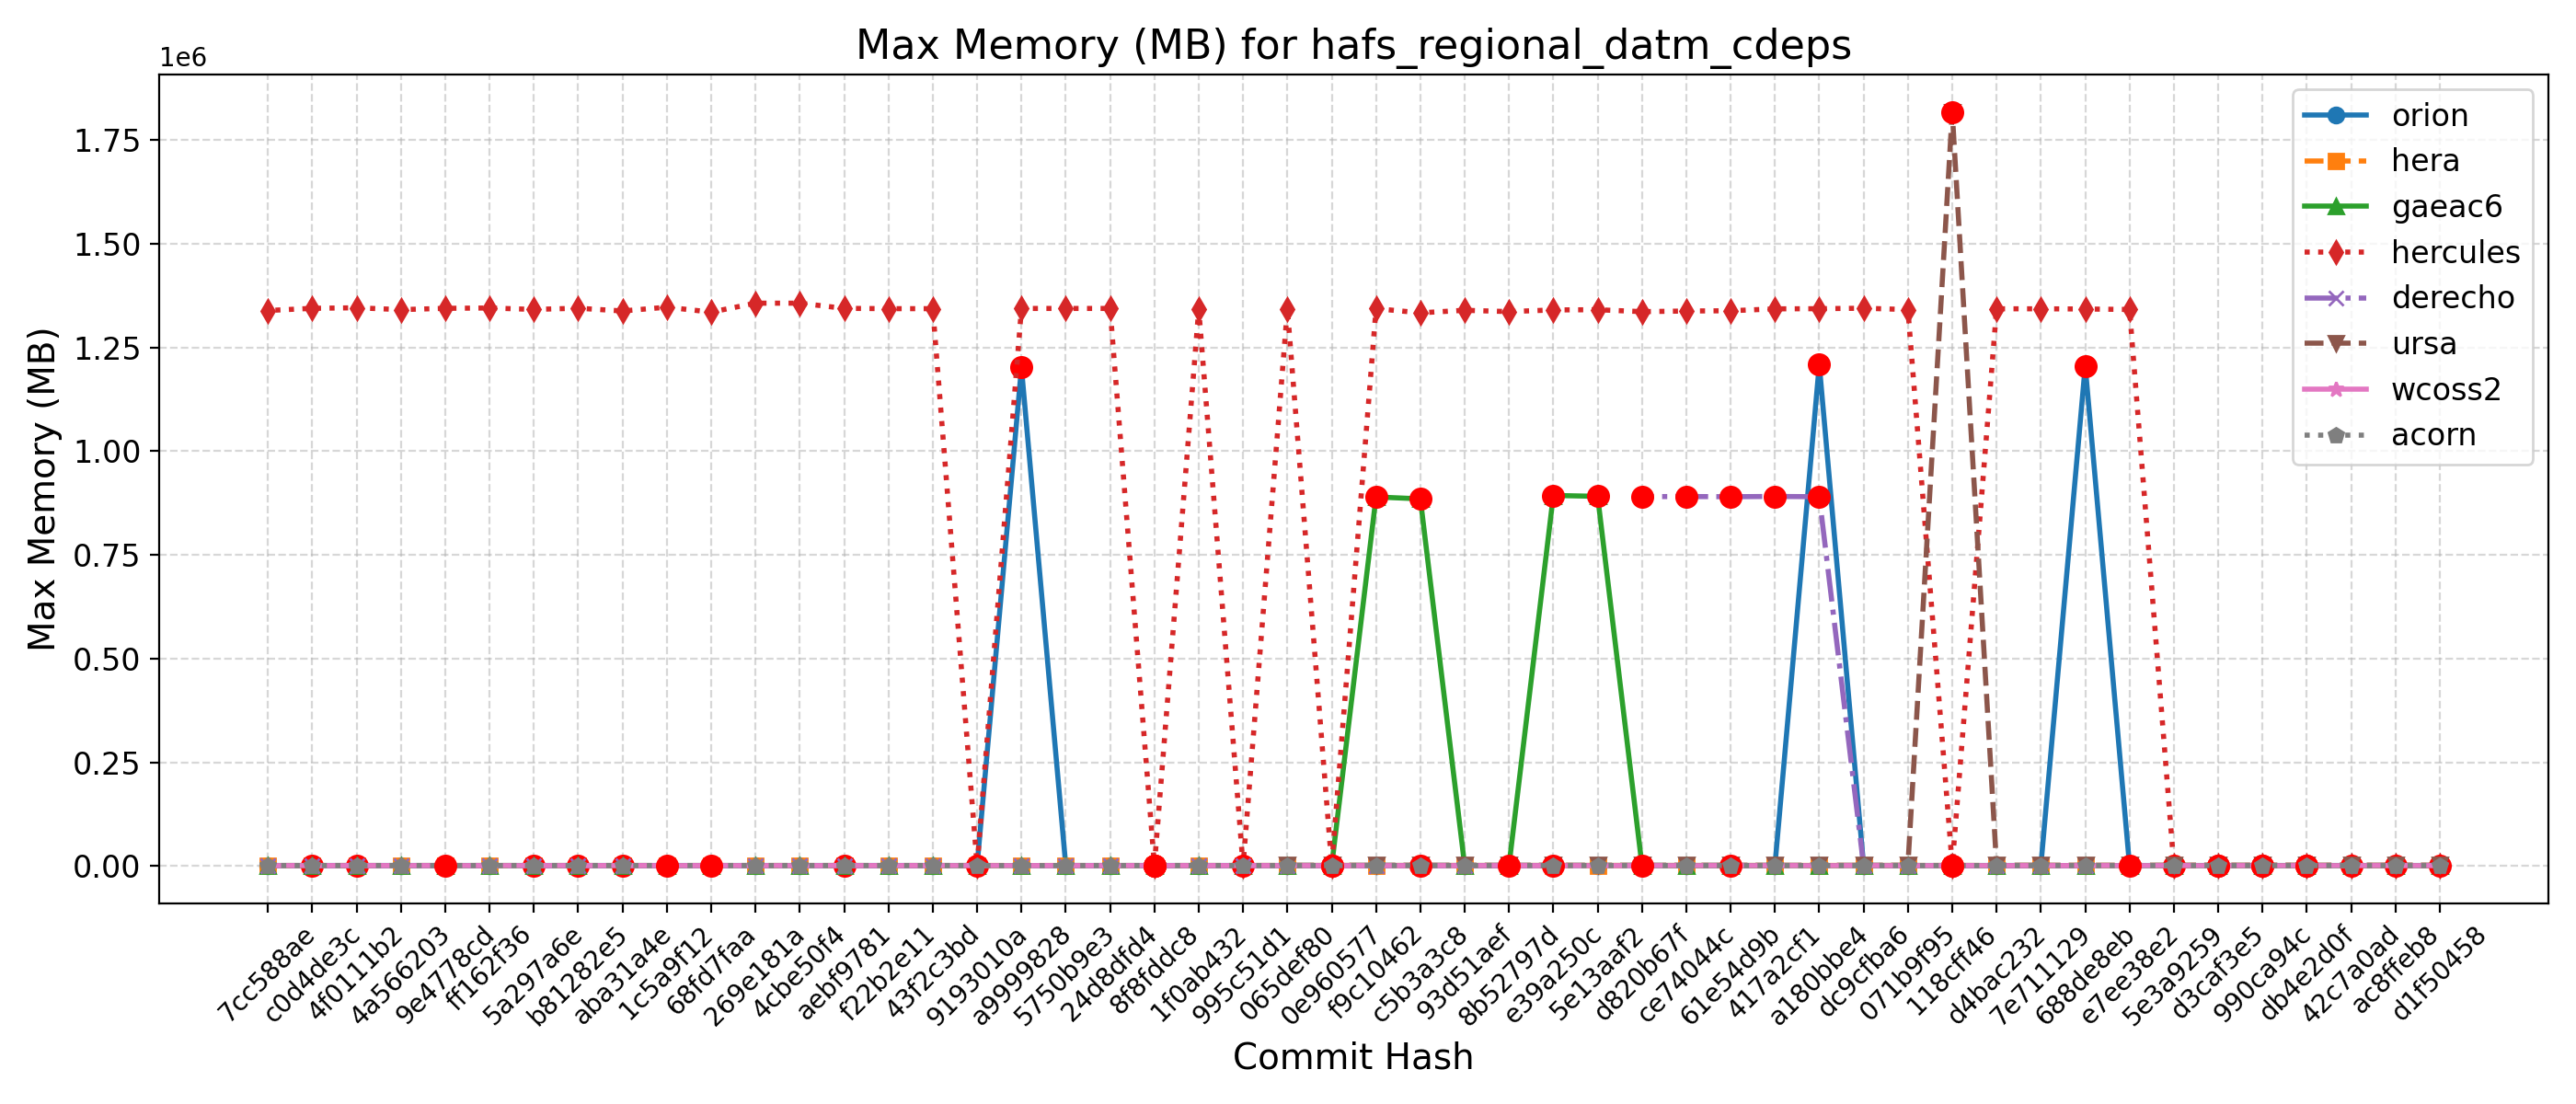 Max Memory (MB) for hafs_regional_datm_cdeps
1e6
1.75
1.50
1.25
1.00
0.75
0.50
0.25
0.00
Max Memory (MB)
orion
hera
gaeac6
hercules
derecho
ursa
wcoss2
acorn
7cc588ae
c0d4de3c
4f0111b2
4a566203
9e4778cd
ff162f36
5a297a6e
b81282e5
aba31a4e
1c5a9f12
68fd7faa
269e181a
4cbe50f4
aebf9781
f22b2e11
43f2c3bd
9193010a
a9999828
5750b9e3
24d8dfd4
8f8fddc8
1f0ab432
995c51d1
065def80
0e960577
f9c10462
c5b3a3c8
93d51aef
8b52797d
e39a250c
5e13aaf2
d820b67f
ce74044c
61e54d9b
417a2cf1
a180bbe4
dc9cfba6
071b9f95
118cff46
d4bac232
7e711129
688de8eb
e7ee38e2
5e3a9259
d3caf3e5
990ca94c
db4e2d0f
42c7a0ad
ac8ffeb8
d1f50458
Commit Hash